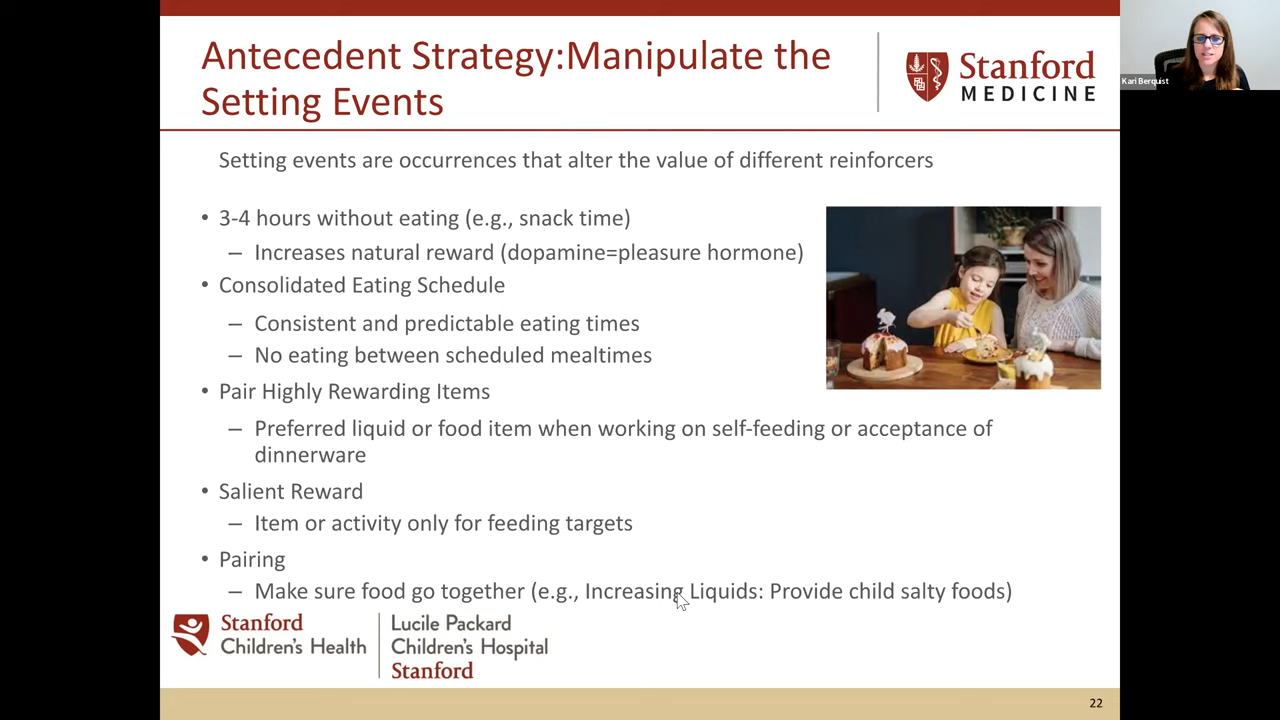 Antecedent Strategy:Manipulate the
Setting Events
Stanford
MEDICINE
Kari Berquist
Setting events are occurrences that alter the value of different reinforcers
• 3-4 hours without eating (e.g., snack time)
– Increases natural reward (dopamine=pleasure hormone)
• Consolidated Eating Schedule
– Consistent and predictable eating times
– No eating between scheduled mealtimes
• Pair Highly Rewarding Items
– Preferred liquid or food item when working on self-feeding or acceptance of
dinnerware
• Salient Reward
– Item or activity only for feeding targets
• Pairing
– Make sure food go together (e.g., Increasing Liquids: Provide child salty foods)
Stanford
Children's Health
Lucile Packard
Children's Hospital
Stanford
22